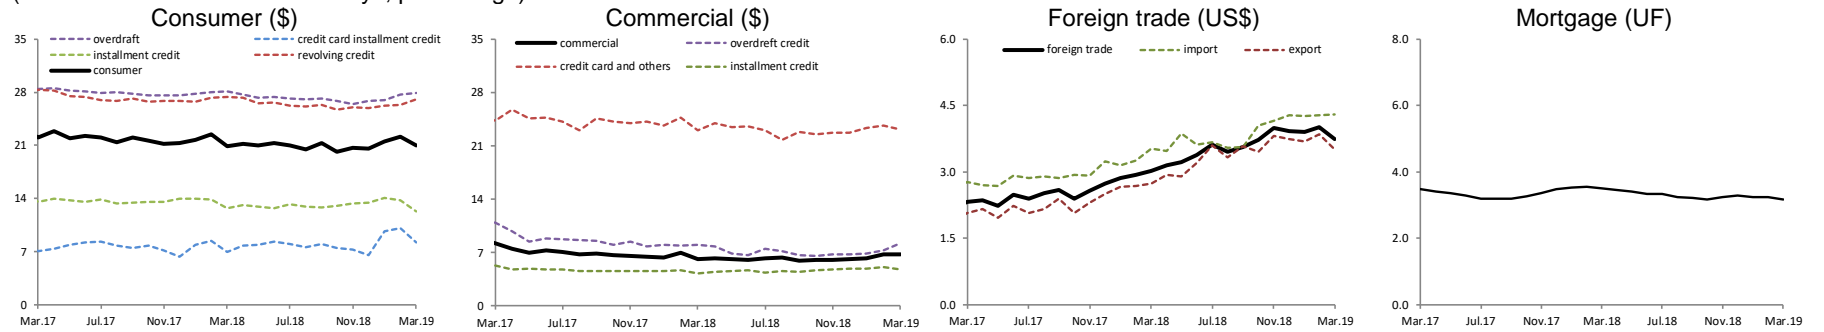 Consumer ($)
overdraft
credit card installment credit
installment credit
revolving credit
consumer
35
28
21
14
7
0
Mar.17 Jul.17 Nov.17 Mar.18 Jul.18 Nov.18 Mar.19
Commercial ($)
commercial
overdreft credit
credit card and others
installment credit
35
28
21
14
7
0
Mar.17 Jul.17 Nov.17 Mar.18 Jul.18 Nov.18 Mar.19
Foreign trade (US$)
foreign trade import export
6.0
4.5
3.0
1.5
0.0
Mar.17 Jul.17 Nov.17 Mar.18 Jul.18 Nov.18 Mar.19
Mortgage (UF)
8.0
6.0
4.0
2.0
0.0
Mar.17 Jul.17 Nov.17 Mar.18 Jul.18 Nov.18 Mar.19